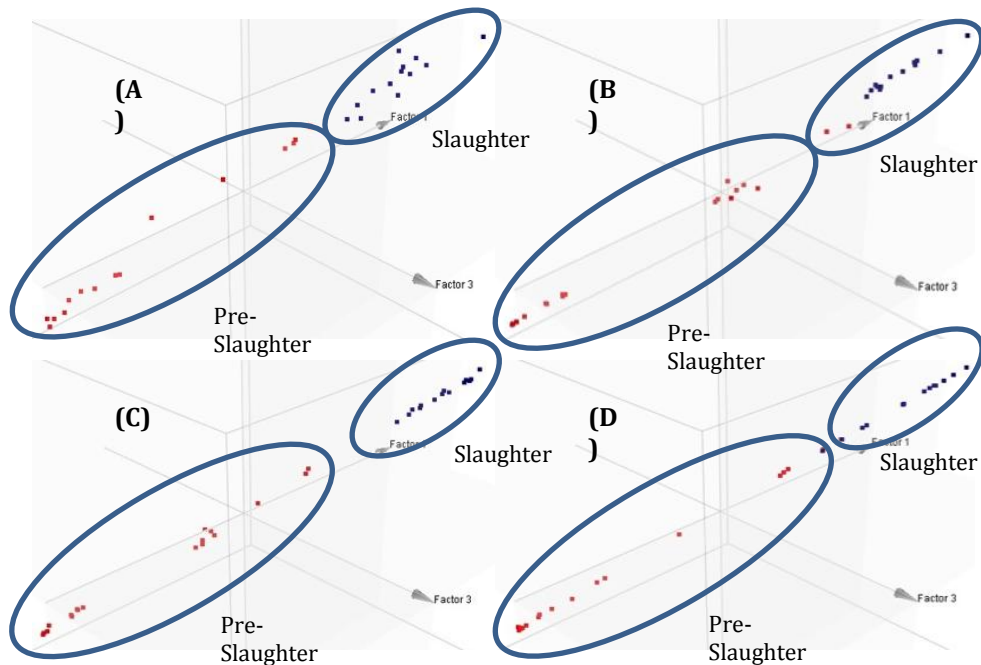 (A
)
Factor 1
Slaughter
Factor 3
Pre-
Slaughter
(B
)
Factor 1
Slaughter
Factor 3
Pre-
Slaughter
(C)
Slaughter
Factor 3
Pre-
Slaughter
(D
)
Factor 1
Slaughter
Factor 3
Pre-
Slaughter